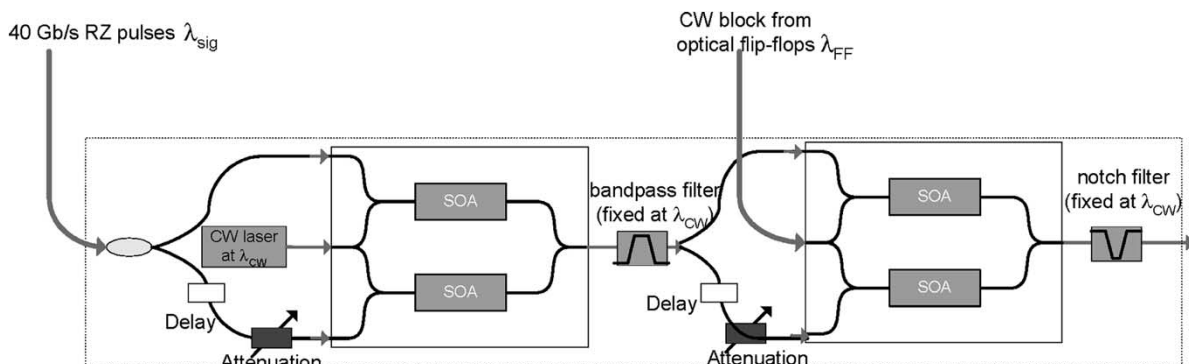 40 Gb/s RZ pulses λsig
CW block from
optical flip-flops λFF
SOA
bandpass filter
(fixed at λCW)
SOA
notch filter
(fixed at λCW)
CW laser
at λCW
SOA
SOA
Delay
Delay
Attenuation
Attenuation